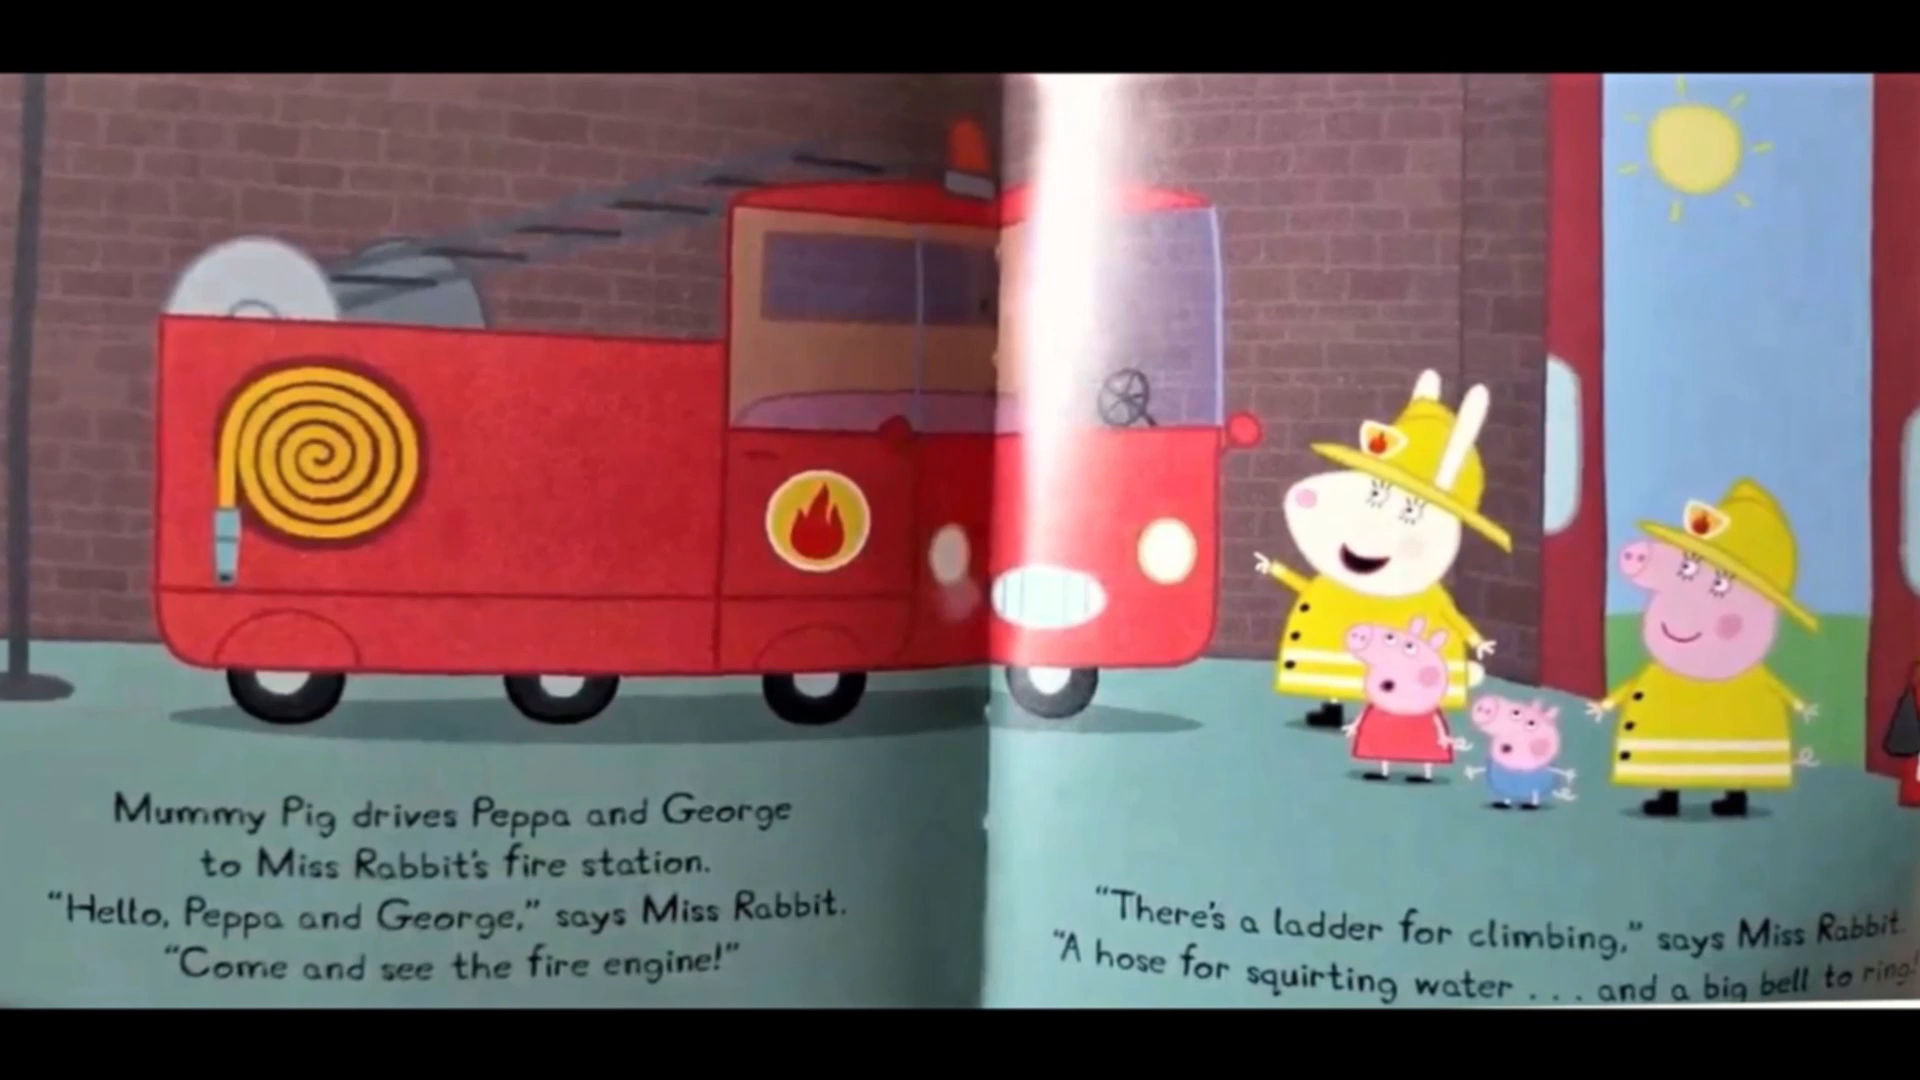 Mummy Pig drives Peppa and George
to Miss Rabbit's fire station.
"Hello, Peppa and George," says Miss Rabbit.
"Come and see the fire engine!"
"There's a ladder for climbing," says Miss Rabbit.
"A hose for squirting water . . . and a big bell to ring!